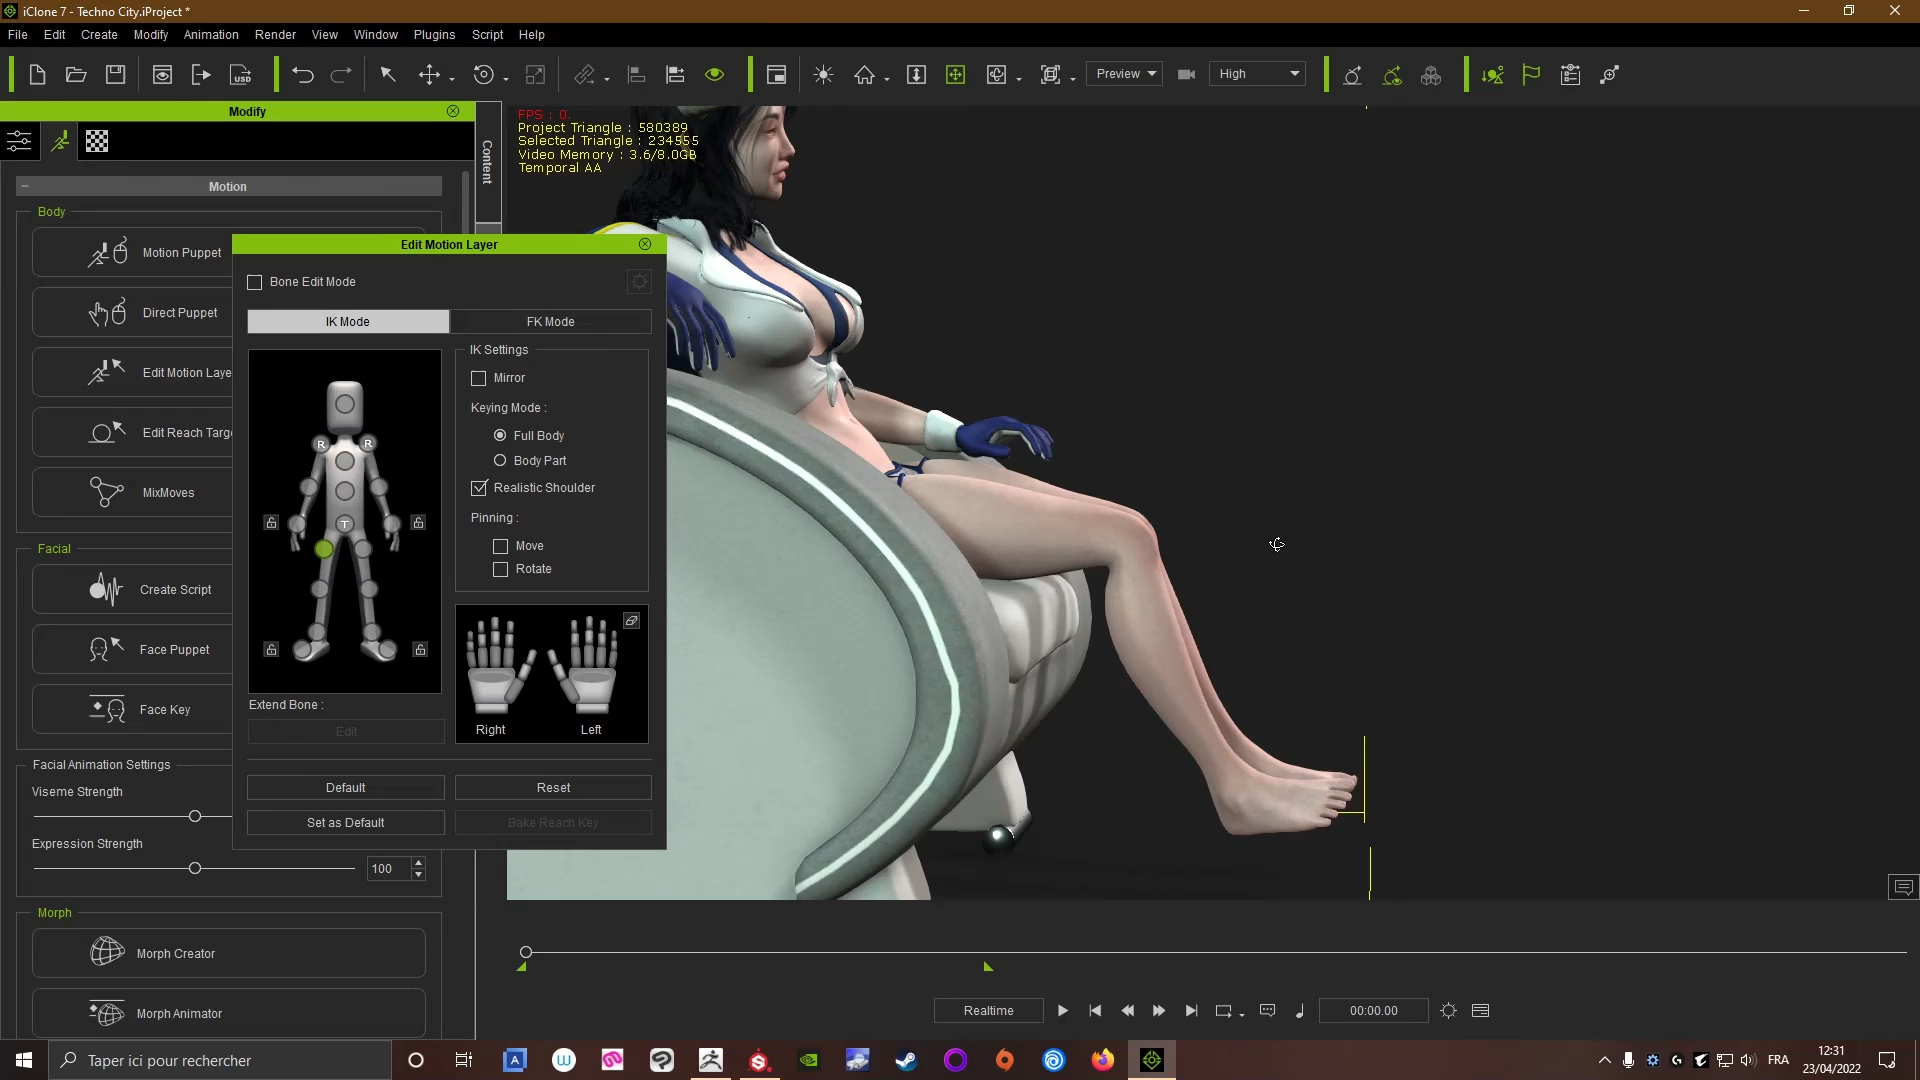 iClone 7 - Techno City.iProject *
File Edit Create Modify Animation Render View Window Plugins Script Help
USD
Preview
High
Modify
Content
Motion
Body
Motion Puppet
Direct Puppet
Edit Motion Laye
Edit Reach Targ
MixMoves
Facial
Create Script
Face Puppet
Face Key
Facial Animation Settings
Viseme Strength
Expression Strength
100
Morph
Morph Creator
Morph Animator
Edit Motion Layer
Bone Edit Mode
IK Mode
FK Mode
R R
T
IK Settings
Mirror
Keying Mode :
Full Body
Body Part
Realistic Shoulder
Pinning :
Move
Rotate
Right
Left
Extend Bone :
Edit
Default
Reset
Set as Default
Bake Reach Key
FPS : 0.
Project Triangle : 580389
Selected Triangle : 234555
Video Memory : 3.6/8.0GB
Temporal AA
Realtime
00:00.00
Taper ici pour rechercher
FRA
12:31
23/04/2022